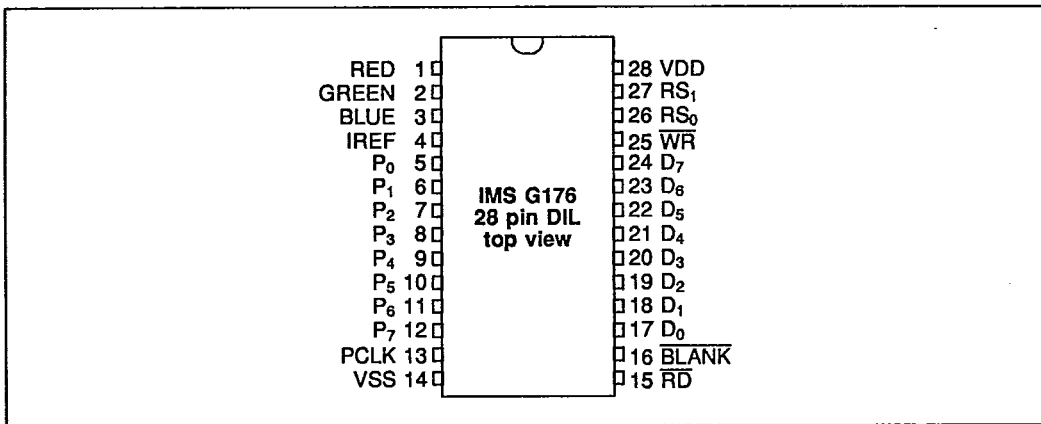 RED 1 28 VDD
GREEN 2 27 RS₁
BLUE 3 26 RS₀
IREF 4 25 W̅R̅
P₀ 5 24 D₇
P₁ 6 23 D₆
P₂ 7 22 D₅
P₃ 8 21 D₄
P₄ 9 20 D₃
P₅ 10 19 D₂
P₆ 11 18 D₁
P₇ 12 17 D₀
PCLK 13 16 B̅L̅A̅N̅K̅
VSS 14 15 R̅D̅
IMS G176
28 pin DIL
top view